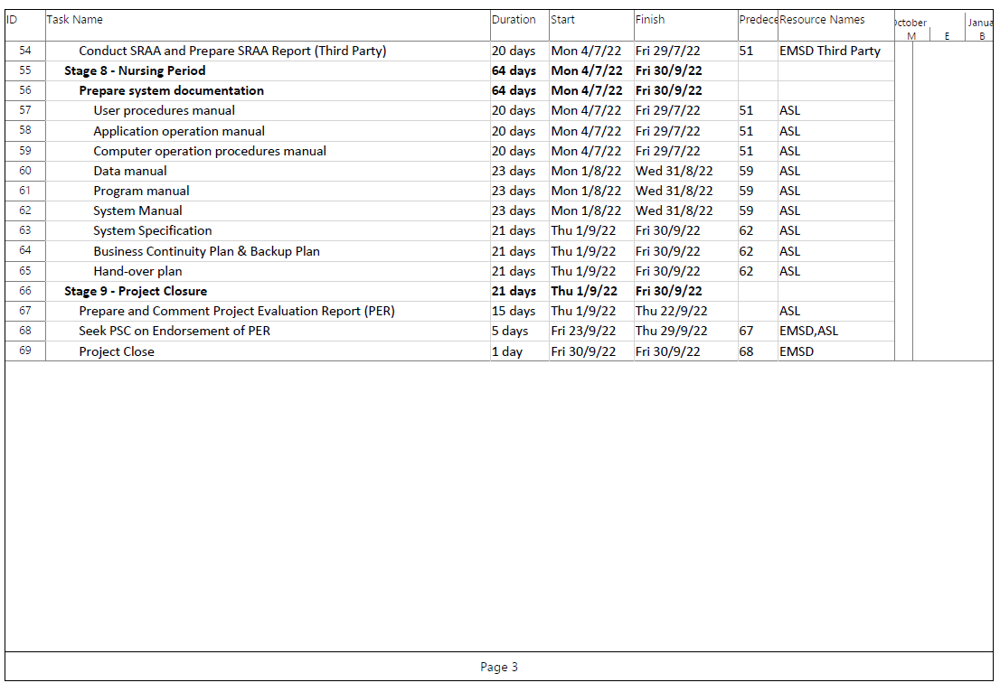 ID Task Name Duration Start Finish Predece Resource Names October Janua
M E B
54 Conduct SRAA and Prepare SRAA Report (Third Party) 20 days Mon 4/7/22 Fri 29/7/22 51 EMSD Third Party
55 Stage 8 - Nursing Period 64 days Mon 4/7/22 Fri 30/9/22
56 Prepare system documentation 64 days Mon 4/7/22 Fri 30/9/22
57 User procedures manual 20 days Mon 4/7/22 Fri 29/7/22 51 ASL
58 Application operation manual 20 days Mon 4/7/22 Fri 29/7/22 51 ASL
59 Computer operation procedures manual 20 days Mon 4/7/22 Fri 29/7/22 51 ASL
60 Data manual 23 days Mon 1/8/22 Wed 31/8/22 59 ASL
61 Program manual 23 days Mon 1/8/22 Wed 31/8/22 59 ASL
62 System Manual 23 days Mon 1/8/22 Wed 31/8/22 59 ASL
63 System Specification 21 days Thu 1/9/22 Fri 30/9/22 62 ASL
64 Business Continuity Plan & Backup Plan 21 days Thu 1/9/22 Fri 30/9/22 62 ASL
65 Hand-over plan 21 days Thu 1/9/22 Fri 30/9/22 62 ASL
66 Stage 9 - Project Closure 21 days Thu 1/9/22 Fri 30/9/22
67 Prepare and Comment Project Evaluation Report (PER) 15 days Thu 1/9/22 Thu 22/9/22 ASL
68 Seek PSC on Endorsement of PER 5 days Fri 23/9/22 Thu 29/9/22 67 EMSD,ASL
69 Project Close 1 day Fri 30/9/22 Fri 30/9/22 68 EMSD
Page 3